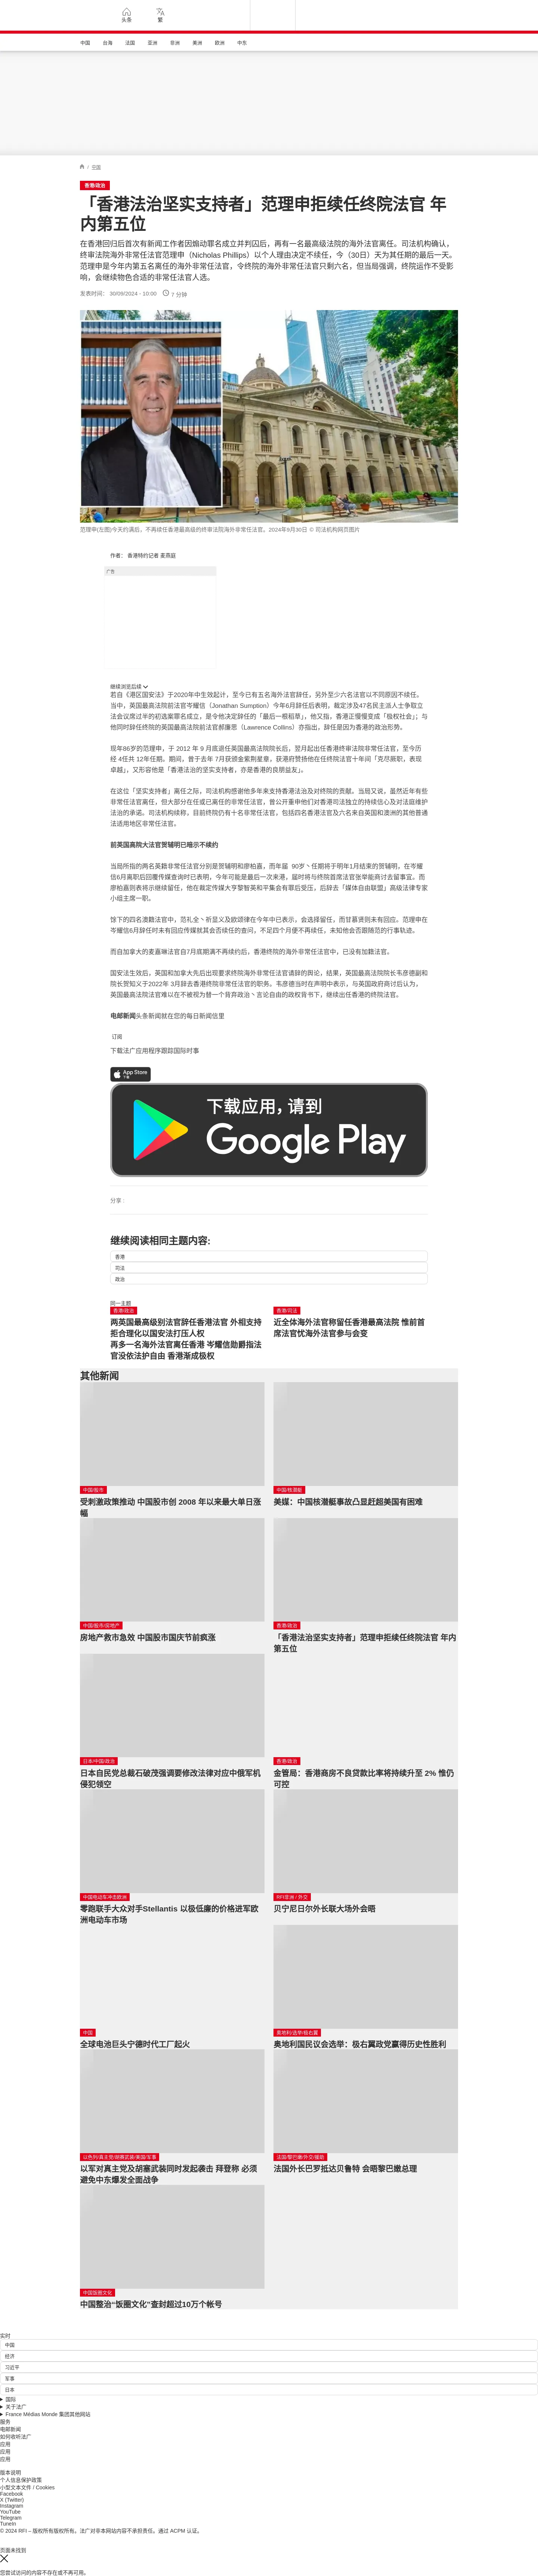 头条
繁
中国
台海
法国
亚洲
非洲
美洲
欧洲
中东
/ 中国
香港/政治
「香港法治坚实支持者」范理申拒续任终院法官 年
内第五位
在香港回归后首次有新闻工作者因煽动罪名成立并判囚后，再有一名最高级法院的海外法官离任。司法机构确认，
终审法院海外非常任法官范理申（Nicholas Phillips）以个人理由决定不续任，今（30日）天为其任期的最后一天。
范理申是今年内第五名离任的海外非常任法官，令终院的海外非常任法官只剩六名，但当局强调，终院运作不受影
响，会继续物色合适的非常任法官人选。
发表时间： 30/09/2024 - 10:00
7 分钟
范理申(左图)今天约满后，不再续任香港最高级的终审法院海外非常任法官。2024年9月30日 © 司法机构网页图片
作者： 香港特约记者 麦燕庭
广告
继续浏览后续
若自《港区国安法》于2020年中生效起计，至今已有五名海外法官辞任，另外至少六名法官以不同原因不续任。
当中，英国最高法院前法官岑耀信（Jonathan Sumption）今年6月辞任后表明，裁定涉及47名民主派人士争取立
法会议席过半的初选案罪名成立，是令他决定辞任的「最后一根稻草」，他又指，香港正慢慢变成「极权社会」；与
他同时辞任终院的英国最高法院前法官郝廉思（Lawrence Collins）亦指出，辞任是因为香港的政治形势。
现年86岁的范理申，于 2012 年 9 月底退任英国最高法院院长后，翌月起出任香港终审法院非常任法官，至今历
经 4任共 12年任期。期间，曾于去年 7月获颁金紫荆星章，获港府赞扬他在任终院法官十年间「克尽厥职，表现
卓越」，又形容他是「香港法治的坚实支持者，亦是香港的良朋益友」。
在这位「坚实支持者」离任之际，司法机构感谢他多年来支持香港法治及对终院的贡献。当局又说，虽然近年有些
非常任法官离任，但大部分在任或已离任的非常任法官，曾公开重申他们对香港司法独立的持续信心及对法庭维护
法治的承诺。司法机构续称，目前终院仍有十名非常任法官，包括四名香港法官及六名来自英国和澳洲的其他普通
法适用地区非常任法官。
前英国高院大法官贺辅明已暗示不续约
当局所指的两名英籍非常任法官分别是贺辅明和廖柏嘉，而年届 90岁丶任期将于明年1月结束的贺辅明，在岑耀
信6月离职后回覆传媒查询时已表明，今年可能是最后一次来港，届时将与终院首席法官张举能商讨去留事宜。而
廖柏嘉则表将示继续留任，他在裁定传媒大亨黎智英和平集会有罪后受压，后辞去「媒体自由联盟」高级法律专家
小组主席一职。
馀下的四名澳籍法官中，范礼全丶祈显义及欧颂律在今年中已表示，会选择留任，而甘慕贤则未有回应。范理申在
岑耀信6月辞任时未有回应传媒就其会否续任的查问，不足四个月便不再续任，未知他会否跟随范的行事轨迹。
而自加拿大的麦嘉琳法官自7月底期满不再续约后，香港终院的海外非常任法官中，已没有加籍法官。
国安法生效后，英国和加拿大先后出现要求终院海外非常任法官请辞的舆论，结果，英国最高法院院长韦彦德副和
院长贺知义于2022年 3月辞去香港终院非常任法官的职务。韦彦德当时在声明中表示，与英国政府商讨后认为，
英国最高法院法官难以在不被视为替一个背弃政治丶言论自由的政权背书下，继续出任香港的终院法官。
电邮新闻头条新闻就在您的每日新闻信里
订阅
下载法广应用程序跟踪国际时事
App Store
下载应用，请到
Google Play
分享 :
继续阅读相同主题内容:
香港
司法
政治
同一主题
香港/政治
两英国最高级别法官辞任香港法官 外相支持
拒合理化以国安法打压人权
再多一名海外法官离任香港 岑耀信勋爵指法
官没依法护自由 香港渐成极权
香港/司法
近全体海外法官称留任香港最高法院 惟前首
席法官忧海外法官参与会变
其他新闻
中国/股市
受刺激政策推动 中国股市创 2008 年以来最大单日涨
幅
中国/核潜艇
美媒：中国核潜艇事故凸显赶超美国有困难
中国/股市/房地产
房地产救市急效 中国股市国庆节前疯涨
香港/政治
「香港法治坚实支持者」范理申拒续任终院法官 年内
第五位
日本/中国/政治
日本自民党总裁石破茂强调要修改法律对应中俄军机
侵犯领空
香港/政治
金管局：香港商房不良贷款比率将持续升至 2% 惟仍
可控
中国电动车冲击欧洲
零跑联手大众对手Stellantis 以极低廉的价格进军欧
洲电动车市场
RFI/非洲 / 外交
贝宁尼日尔外长联大场外会晤
中国
全球电池巨头宁德时代工厂起火
奥地利/选举/极右翼
奥地利国民议会选举：极右翼政党赢得历史性胜利
以色列/真主党/胡塞武装/美国/军事
以军对真主党及胡塞武装同时发起袭击 拜登称 必须
避免中东爆发全面战争
法国/黎巴嫩/外交/援助
法国外长巴罗抵达贝鲁特 会晤黎巴嫩总理
中国饭圈文化
中国整治“饭圈文化”查封超过10万个帐号
实时
中国
经济
习近平
军事
日本
国际
关于法广
France Médias Monde 集团其他网站
服务
电邮新闻
如何收听法广
应用
应用
应用
版本说明
个人信息保护政策
小型文本文件 / Cookies
Facebook
X (Twitter)
Instagram
YouTube
Telegram
TuneIn
© 2024 RFI – 版权所有版权所有。法广对非本网站内容不承担责任。通过 ACPM 认证。
页面未找到
您尝试访问的内容不存在或不再可用。